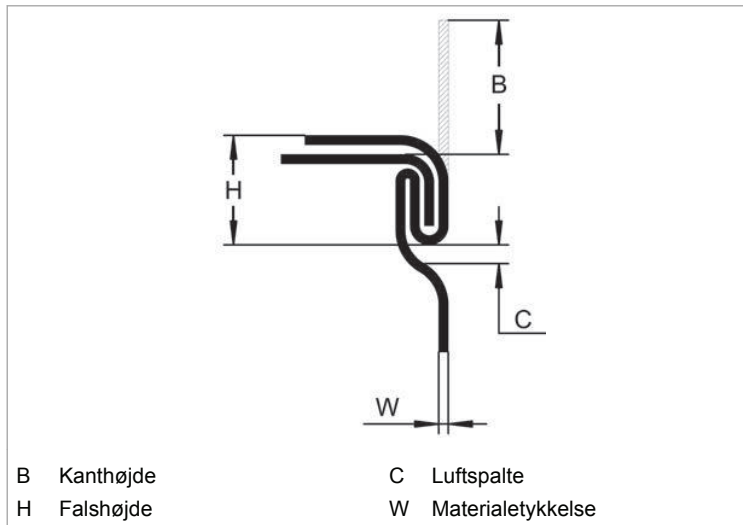 B
H
C
W
B Kanthøjde
C Luftspalte
H Falshøjde
W Materialetykkelse